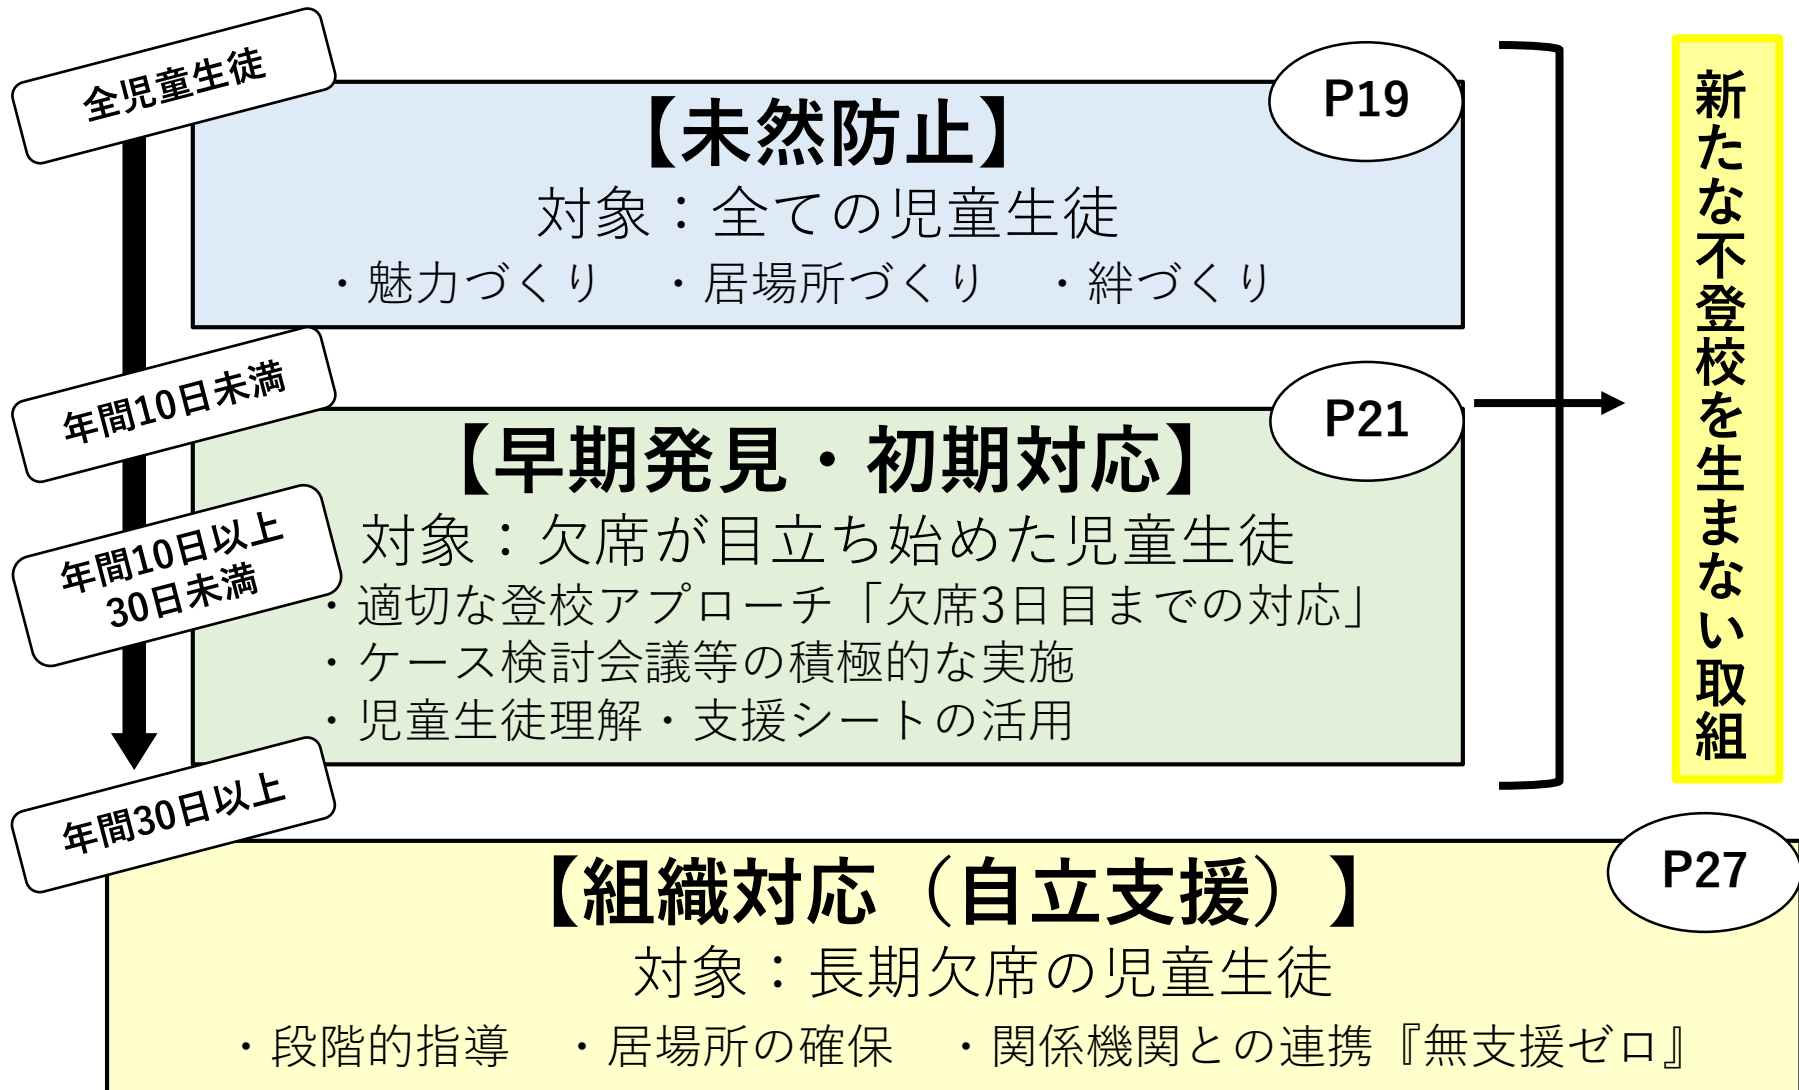 全児童生徒
P19
【未然防止】
対象：全ての児童生徒
・魅力づくり　・居場所づくり　・絆づくり
年間10日未満
P21
【早期発見・初期対応】
対象：欠席が目立ち始めた児童生徒
年間10日以上
30日未満
・適切な登校アプローチ「欠席3日目までの対応」
・ケース検討会議等の積極的な実施
・児童生徒理解・支援シートの活用
新たな不登校を生まない取組
年間30日以上
P27
【組織対応（自立支援）】
対象：長期欠席の児童生徒
・段階的指導　・居場所の確保　・関係機関との連携『無支援ゼロ』